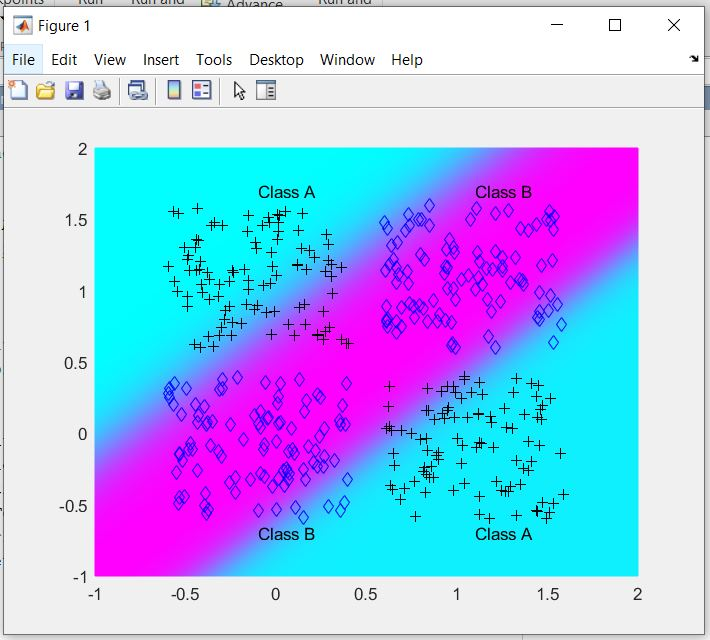 Advance
Figure 1
File Edit View Insert Tools Desktop Window Help
2
Class A Class B
1.5
1
0.5
0
-0.5
Class B Class A
-1
-1 -0.5 0 0.5 1 1.5 2